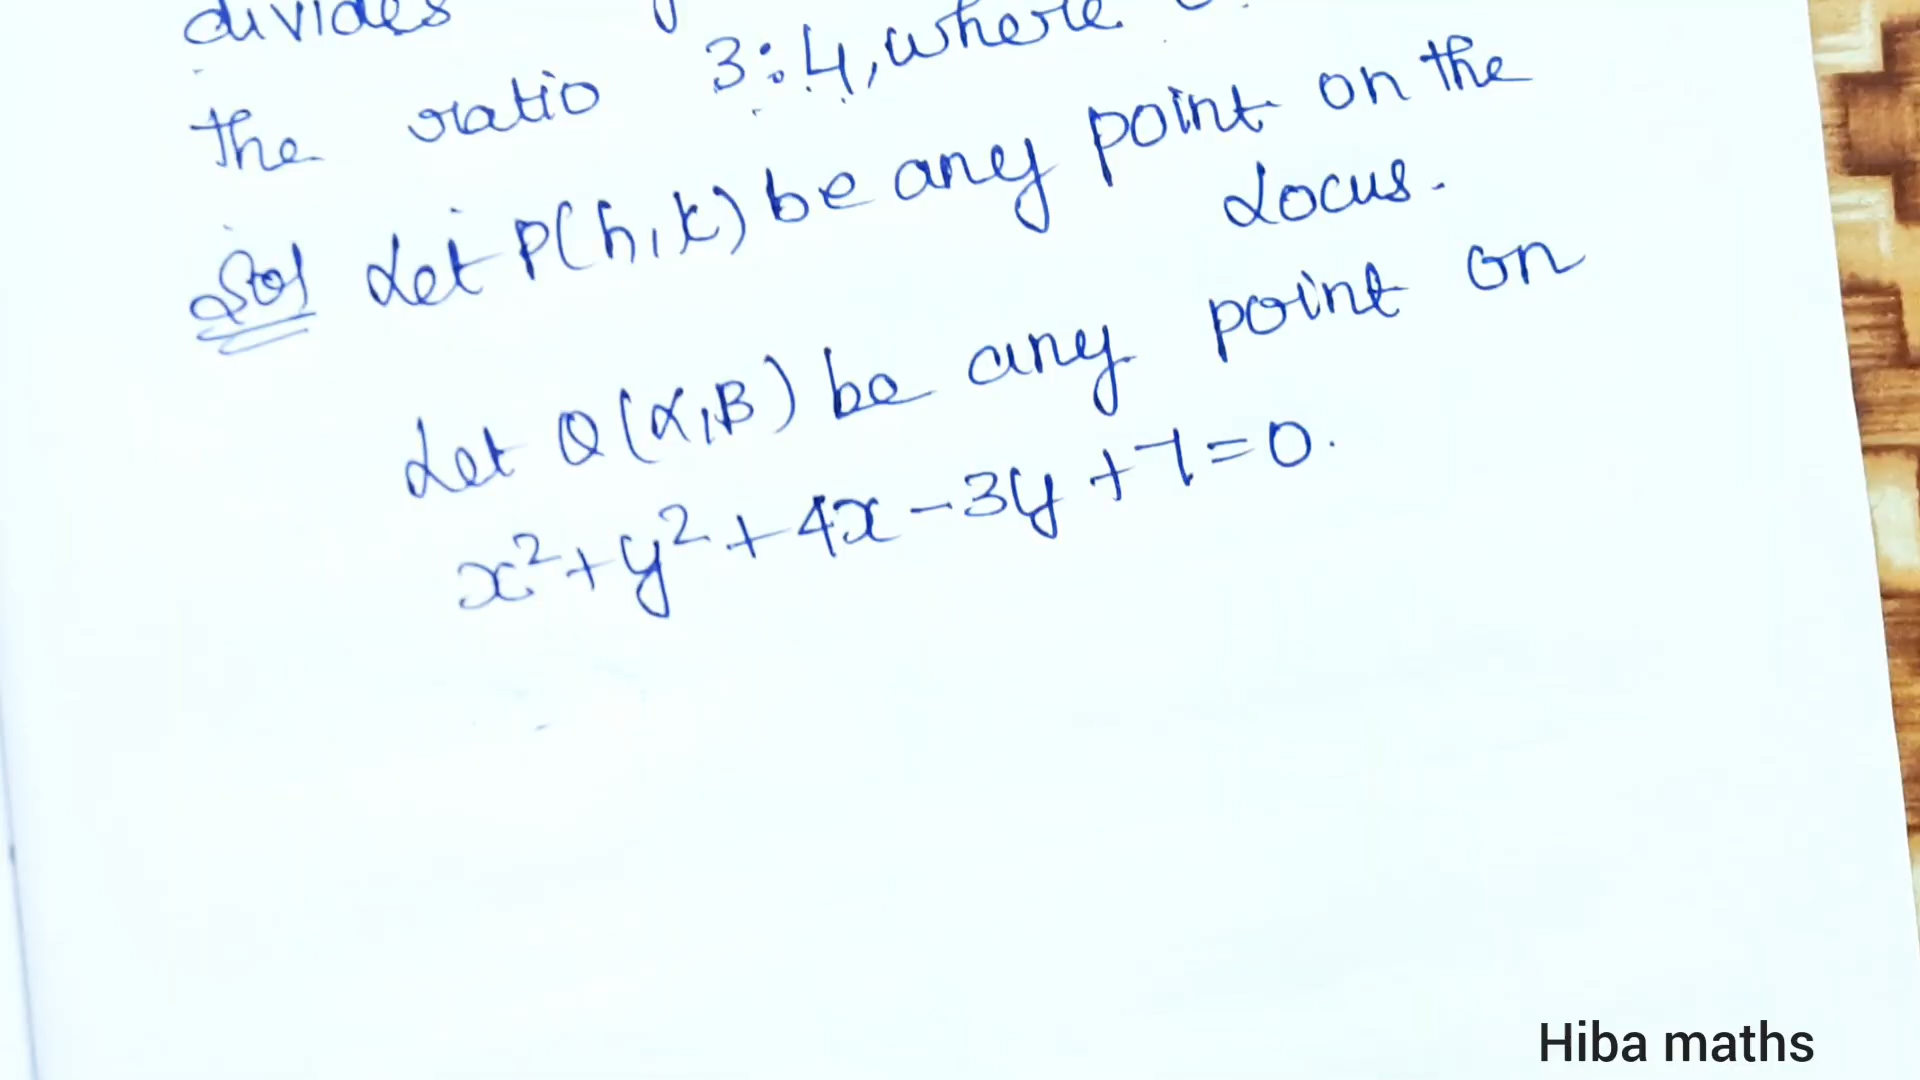 divides
the ratio 3:4, where
Sol Let P(h,k) be any point on the
Locus.
Let Q(α,β) be any point on
x²+y²+4x-3y+7=0.
Hiba maths